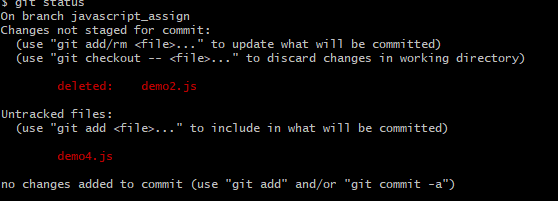 $ git status
On branch javascript_assign
Changes not staged for commit:
  (use "git add/rm <file>..." to update what will be committed)
  (use "git checkout -- <file>..." to discard changes in working directory)
        deleted:    demo2.js
Untracked files:
  (use "git add <file>..." to include in what will be committed)
        demo4.js
no changes added to commit (use "git add" and/or "git commit -a")